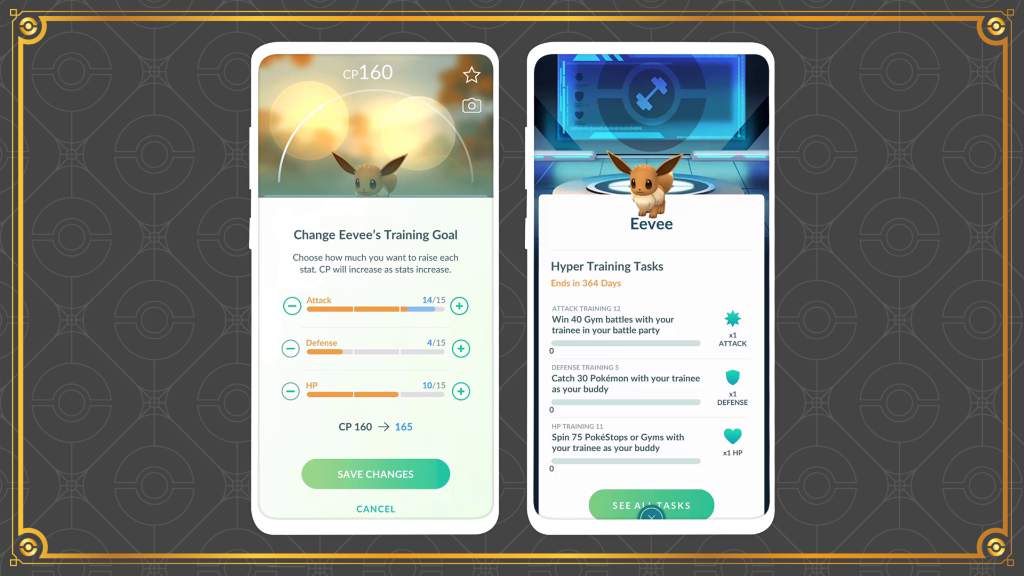 CP160
Change Eevee's Training Goal
Choose how much you want to raise each
stat. CP will increase as stats increase.
Attack 14/15
Defense 4/15
HP 10/15
CP 160 → 165
SAVE CHANGES
CANCEL
Eevee
Hyper Training Tasks
Ends in 364 Days
ATTACK TRAINING 12
Win 40 Gym battles with your
trainee in your battle party
0
x1
ATTACK
DEFENSE TRAINING 5
Catch 30 Pokémon with your trainee
as your buddy
0
x1
DEFENSE
HP TRAINING 11
Spin 75 PokéStops or Gyms with
your trainee as your buddy
0
x1 HP
SEE ALL TASKS